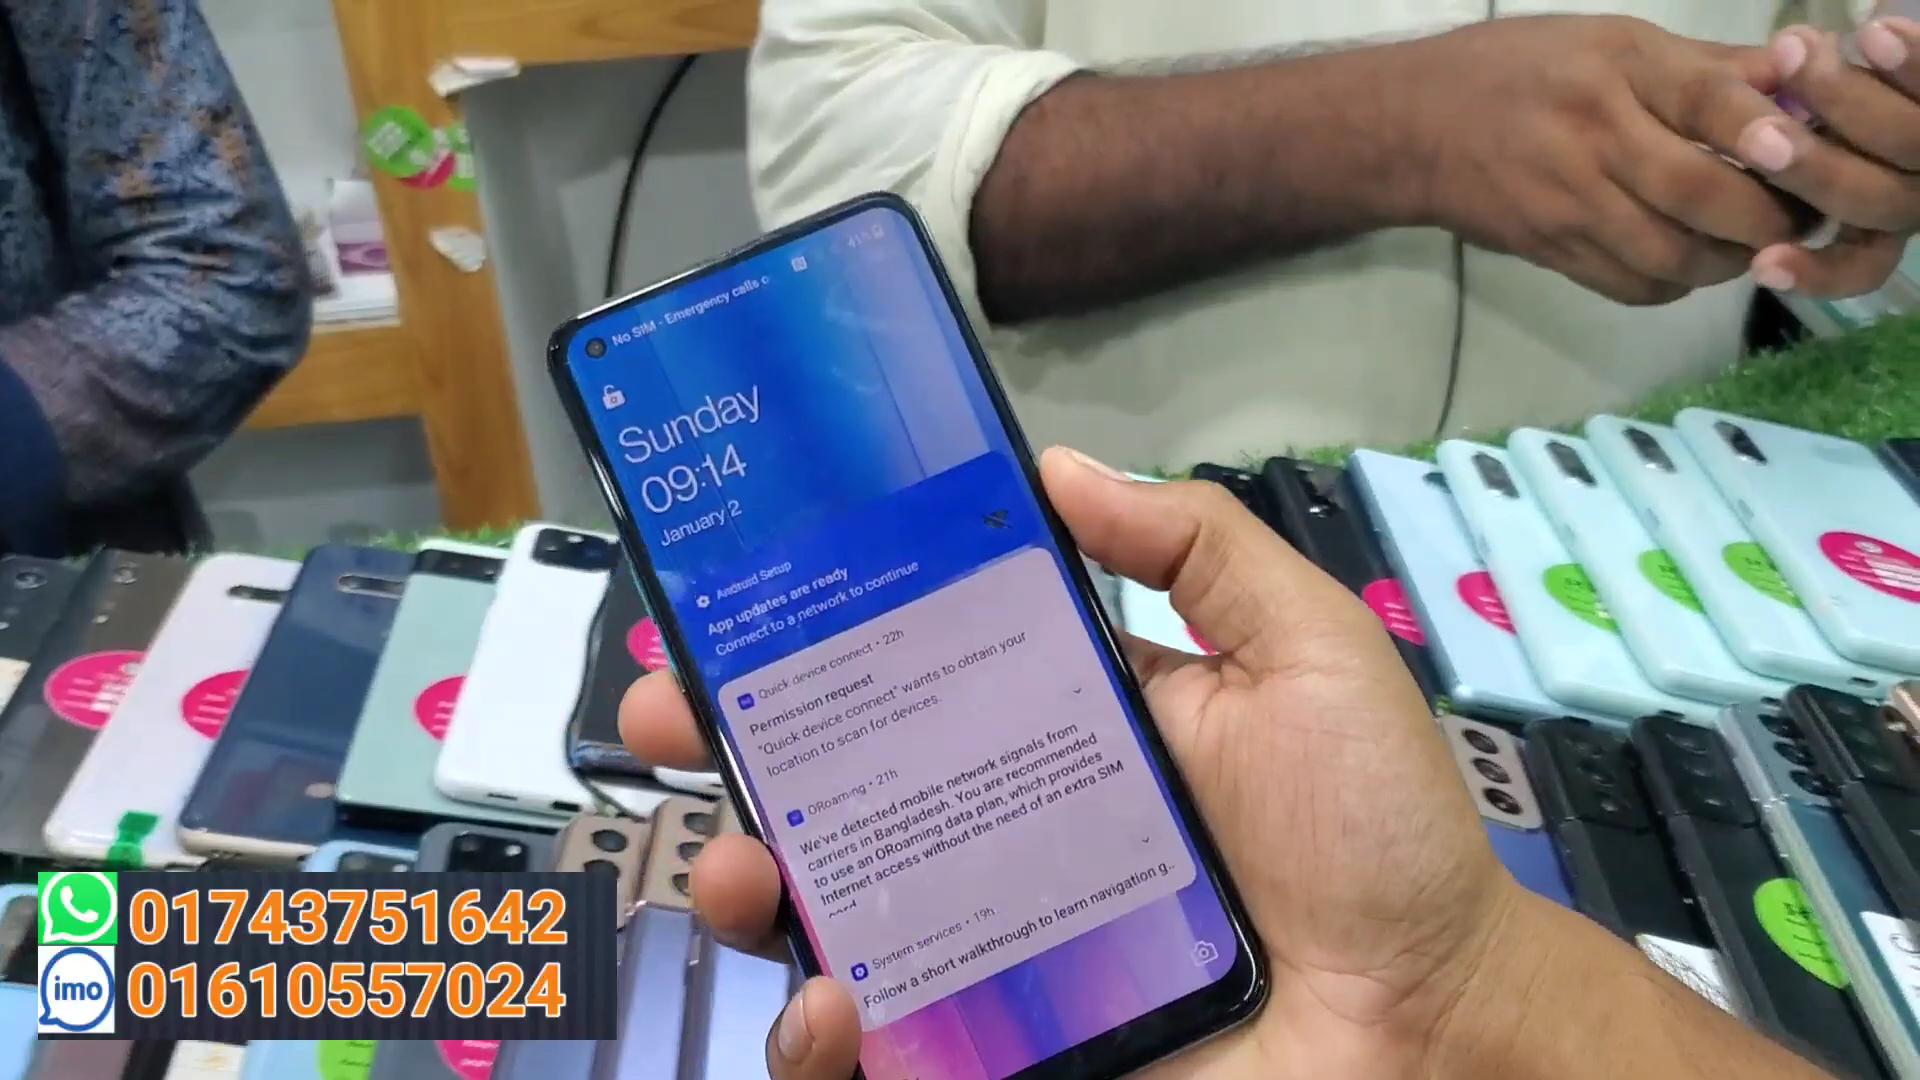 No SIM - Emergency calls o
41%
Sunday
09:14
January 2
Android Setup
App updates are ready
Connect to a network to continue
Quick device connect • 22h
Permission request
"Quick device connect" wants to obtain your
location to scan for devices.
ORoaming • 21h
We've detected mobile network signals from
carriers in Bangladesh. You are recommended
to use an ORoaming data plan, which provides
Internet access without the need of an extra SIM
card
System services • 19h
Follow a short walkthrough to learn navigation g..
01743751642
imo
01610557024